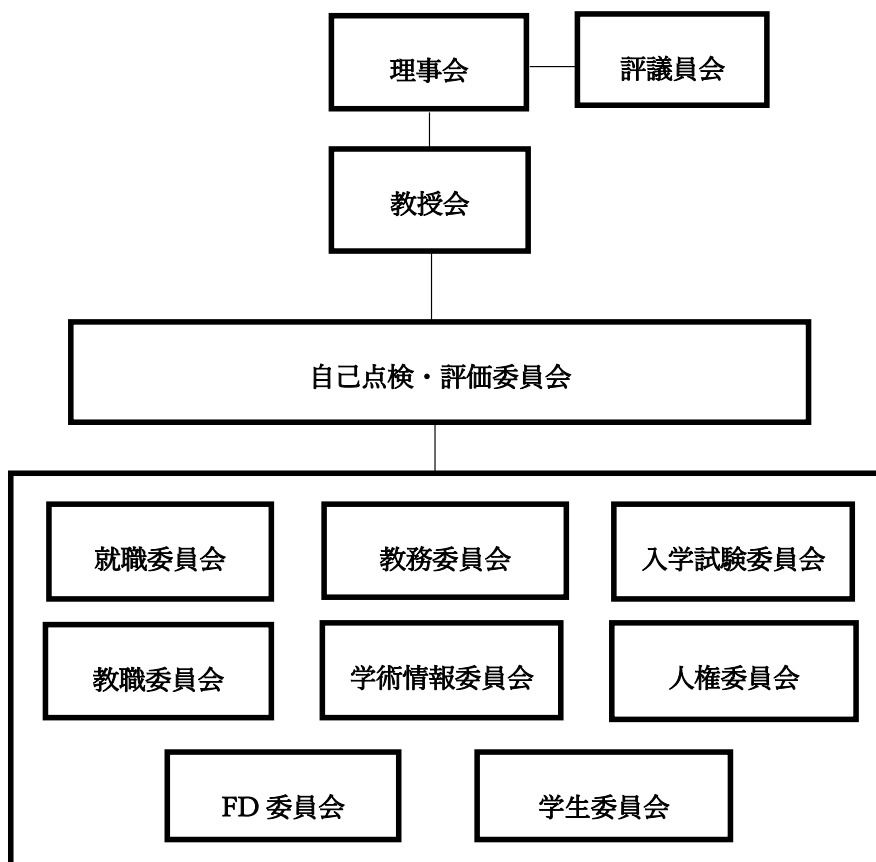 理事会
評議員会
教授会
自己点検・評価委員会
就職委員会
教務委員会
入学試験委員会
教職委員会
学術情報委員会
人権委員会
FD 委員会
学生委員会